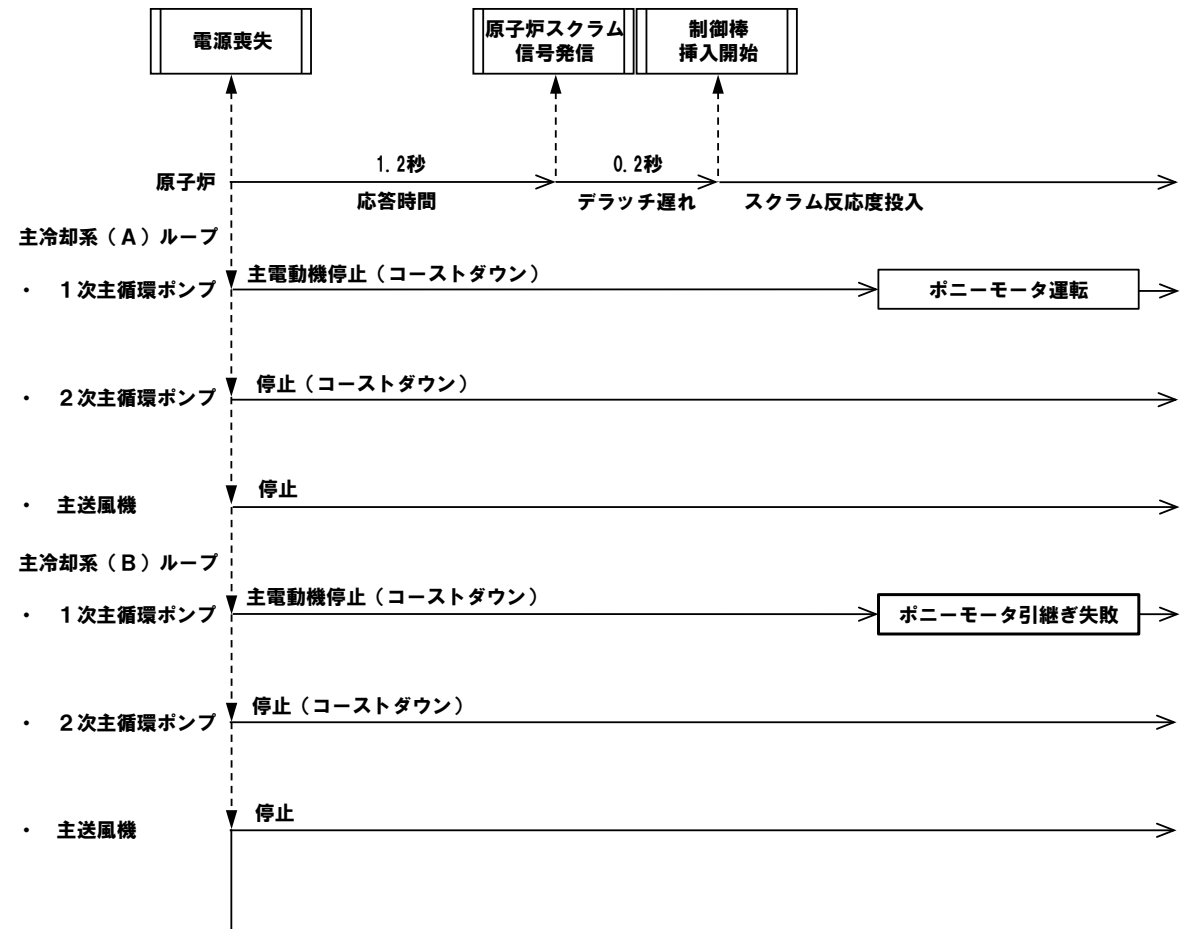 電源喪失
原子炉スクラム
信号発信
制御棒
挿入開始
1.2秒
0.2秒
原子炉
応答時間
デラッチ遅れ
スクラム反応度投入
主冷却系(A)ループ
・ 1次主循環ポンプ
主電動機停止(コーストダウン)
ポニーモータ運転
・ 2次主循環ポンプ
停止(コーストダウン)
・ 主送風機
停止
主冷却系(B)ループ
・ 1次主循環ポンプ
主電動機停止(コーストダウン)
ポニーモータ引継ぎ失敗
・ 2次主循環ポンプ
停止(コーストダウン)
・ 主送風機
停止